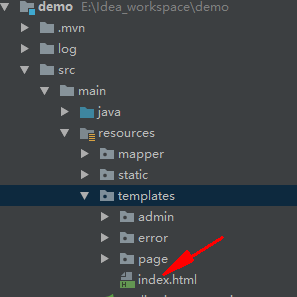 demo E:\Idea_workspace\demo
.mvn
log
src
main
java
resources
mapper
static
templates
admin
error
page
index.html